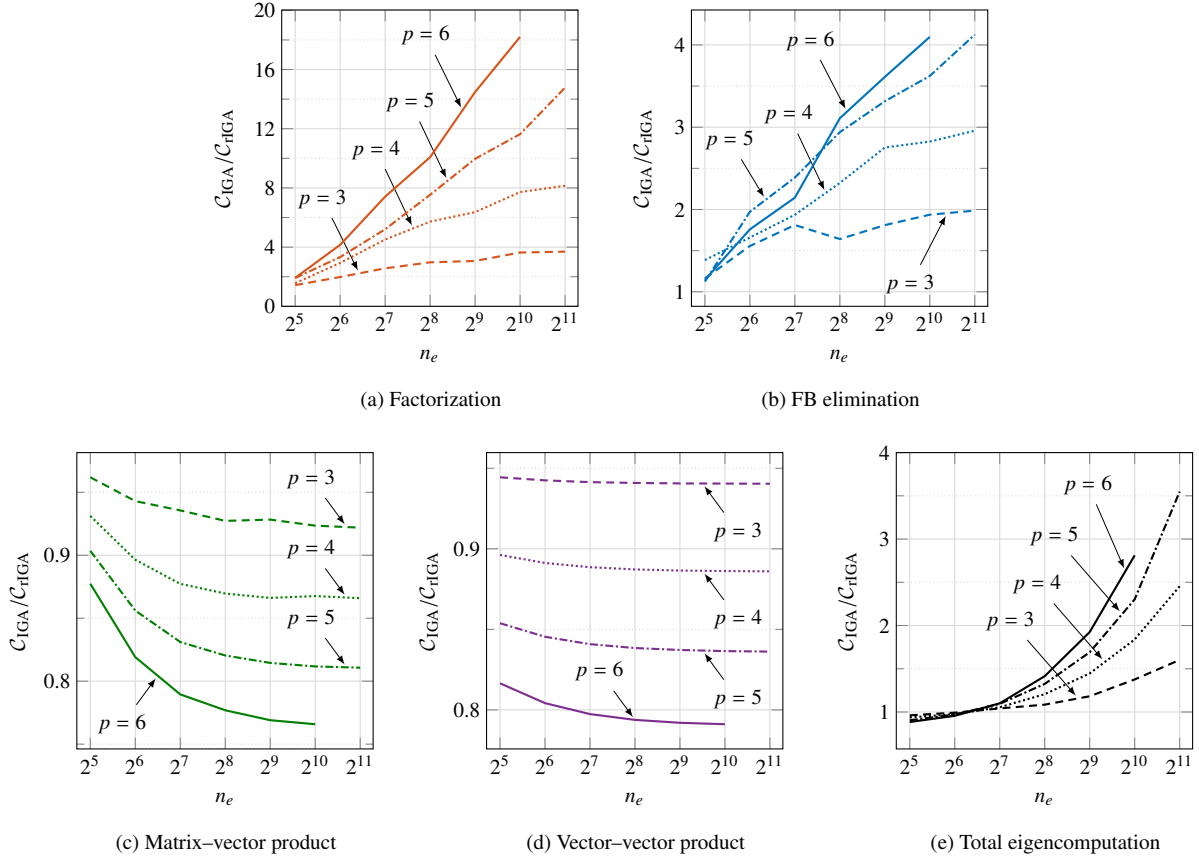 20
16
12
8
4
0
C_IGA/C_rIGA
p = 6
p = 5
p = 4
p = 3
2^5 2^6 2^7 2^8 2^9 2^10 2^11
n_e
(a) Factorization
4
3
2
1
C_IGA/C_rIGA
p = 6
p = 4
p = 5
p = 3
2^5 2^6 2^7 2^8 2^9 2^10 2^11
n_e
(b) FB elimination
0.9
0.8
C_IGA/C_rIGA
p = 3
p = 4
p = 5
p = 6
2^5 2^6 2^7 2^8 2^9 2^10 2^11
n_e
(c) Matrix–vector product
0.9
0.8
C_IGA/C_rIGA
p = 3
p = 4
p = 6
p = 5
2^5 2^6 2^7 2^8 2^9 2^10 2^11
n_e
(d) Vector–vector product
4
3
2
1
C_IGA/C_rIGA
p = 6
p = 5
p = 4
p = 3
2^5 2^6 2^7 2^8 2^9 2^10 2^11
n_e
(e) Total eigencomputation